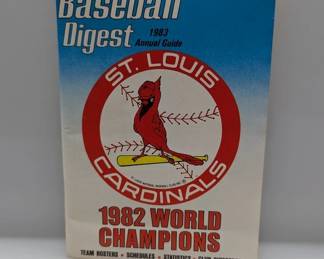 Baseball
Digest
1983
Annual Guide
ST. LOUIS
CARDINALS
1982 WORLD
CHAMPIONS
TEAM ROSTERS • SCHEDULES • STATISTICS •